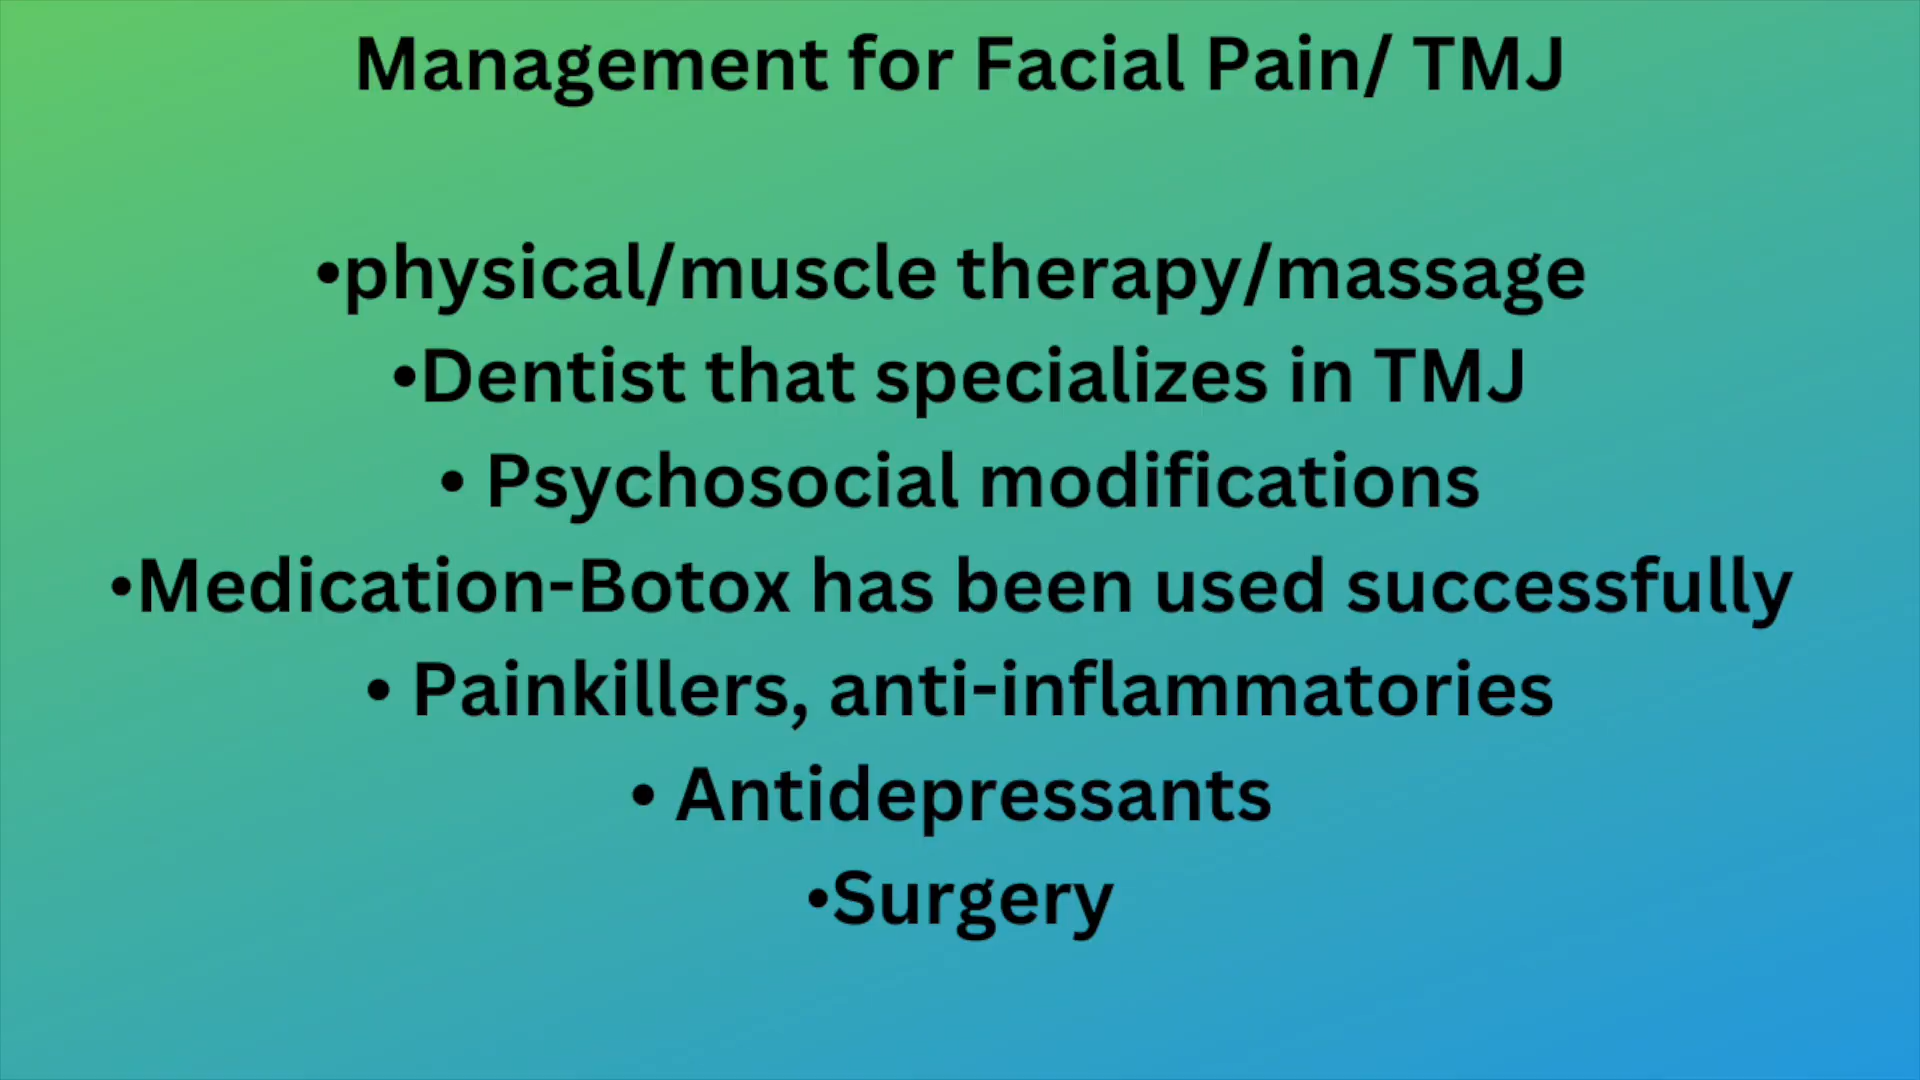 Management for Facial Pain/ TMJ
•physical/muscle therapy/massage
•Dentist that specializes in TMJ
• Psychosocial modifications
•Medication-Botox has been used successfully
• Painkillers, anti-inflammatories
• Antidepressants
•Surgery